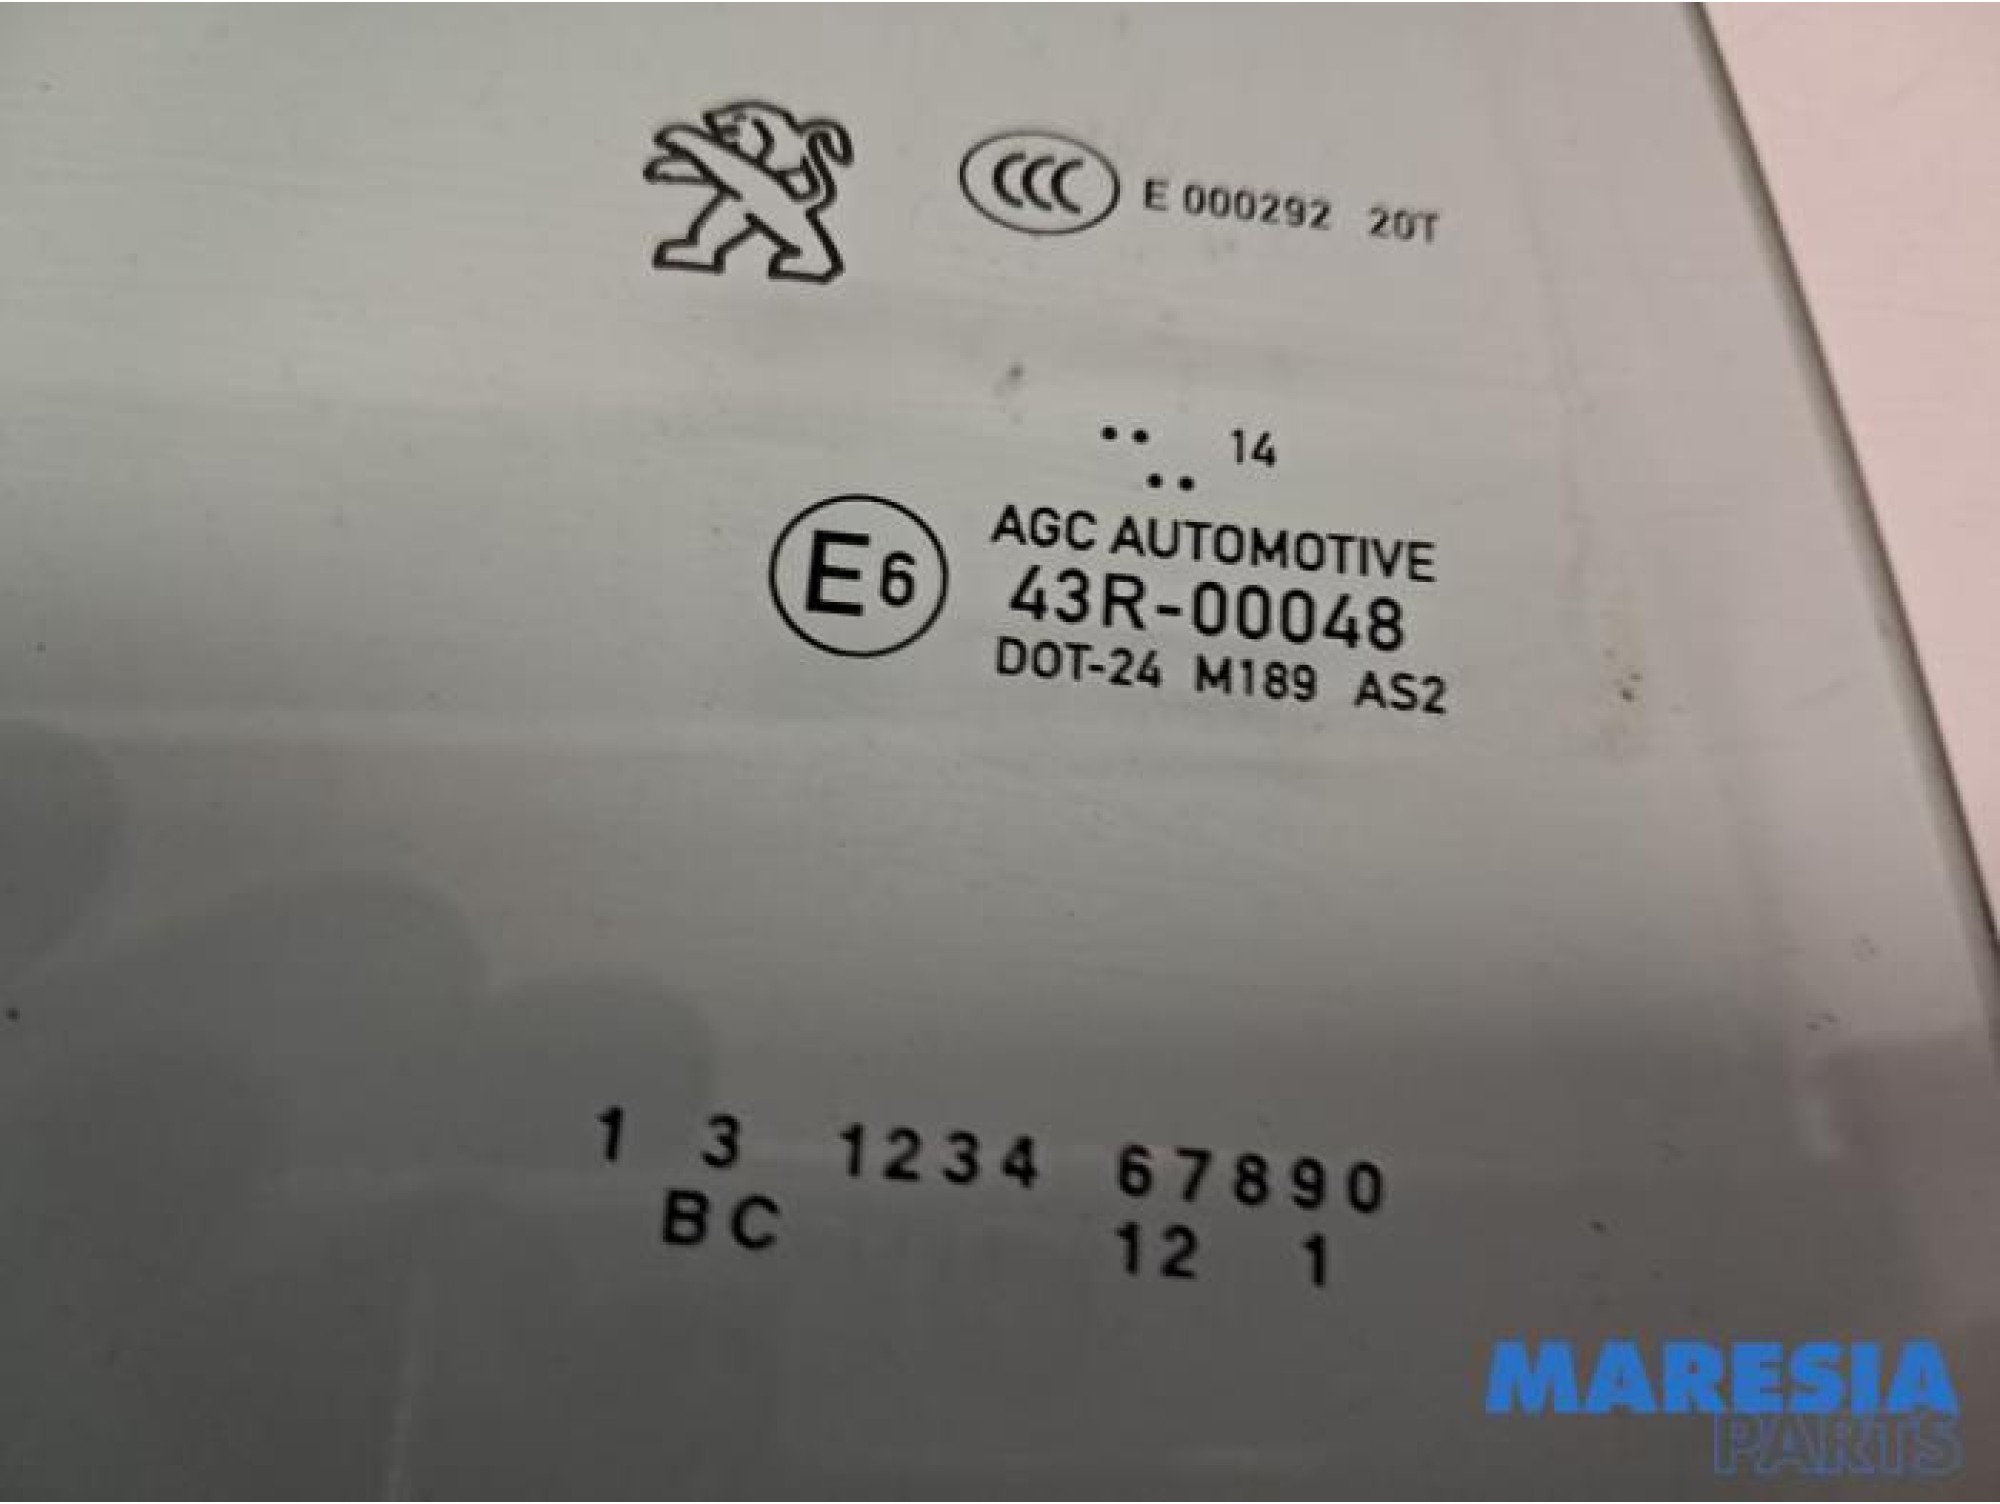 CCC E 000292 20T
.. 14
..
E6
AGC AUTOMOTIVE
43R-00048
DOT-24 M189 AS2
1 3 1234 67890
BC 12 1
MARESIA
PARTS